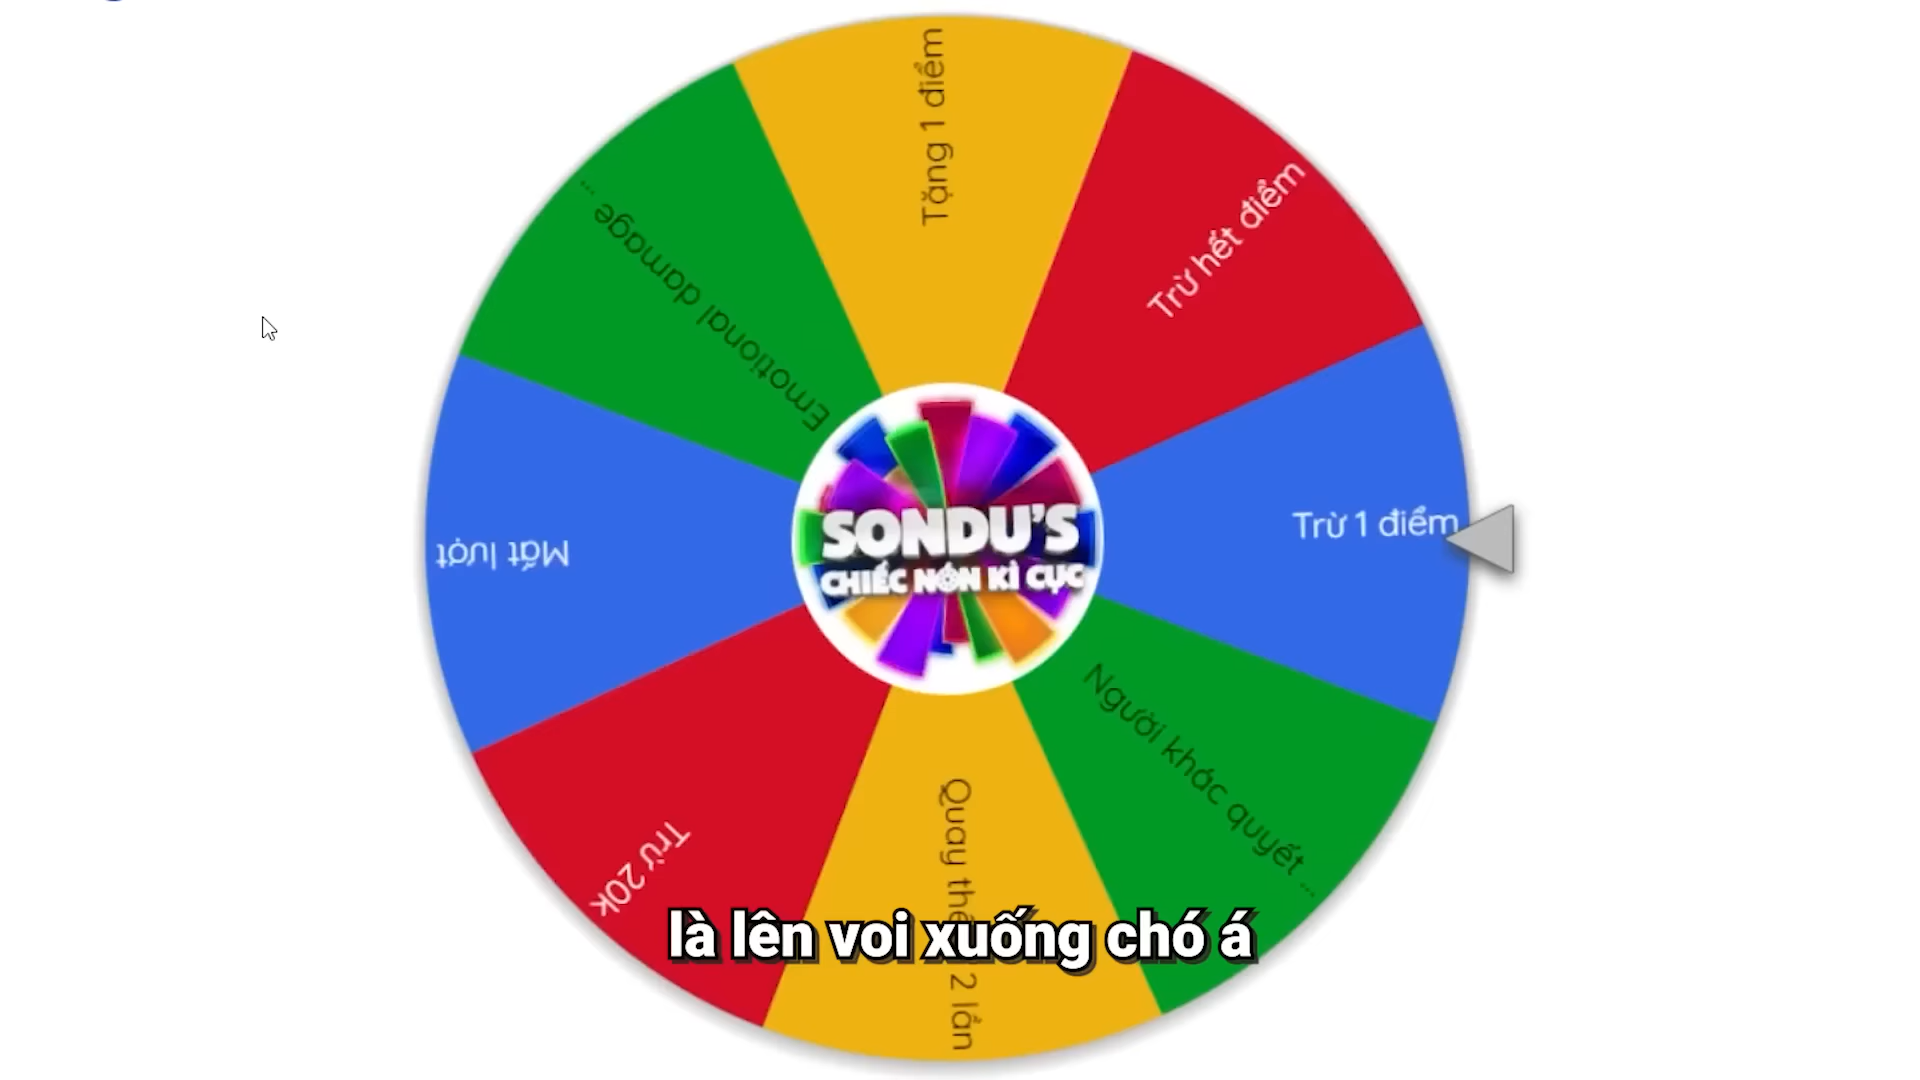 Tặng 1 điểm
Trừ hết điểm
Emotional damage ...
Trừ 1 điểm
Mất lượt
SONDU'S
CHIẾC NÓN KÌ CỤC
Người khác quyết ...
Trừ 20k
Quay thê 2 lần
là lên voi xuống chó á